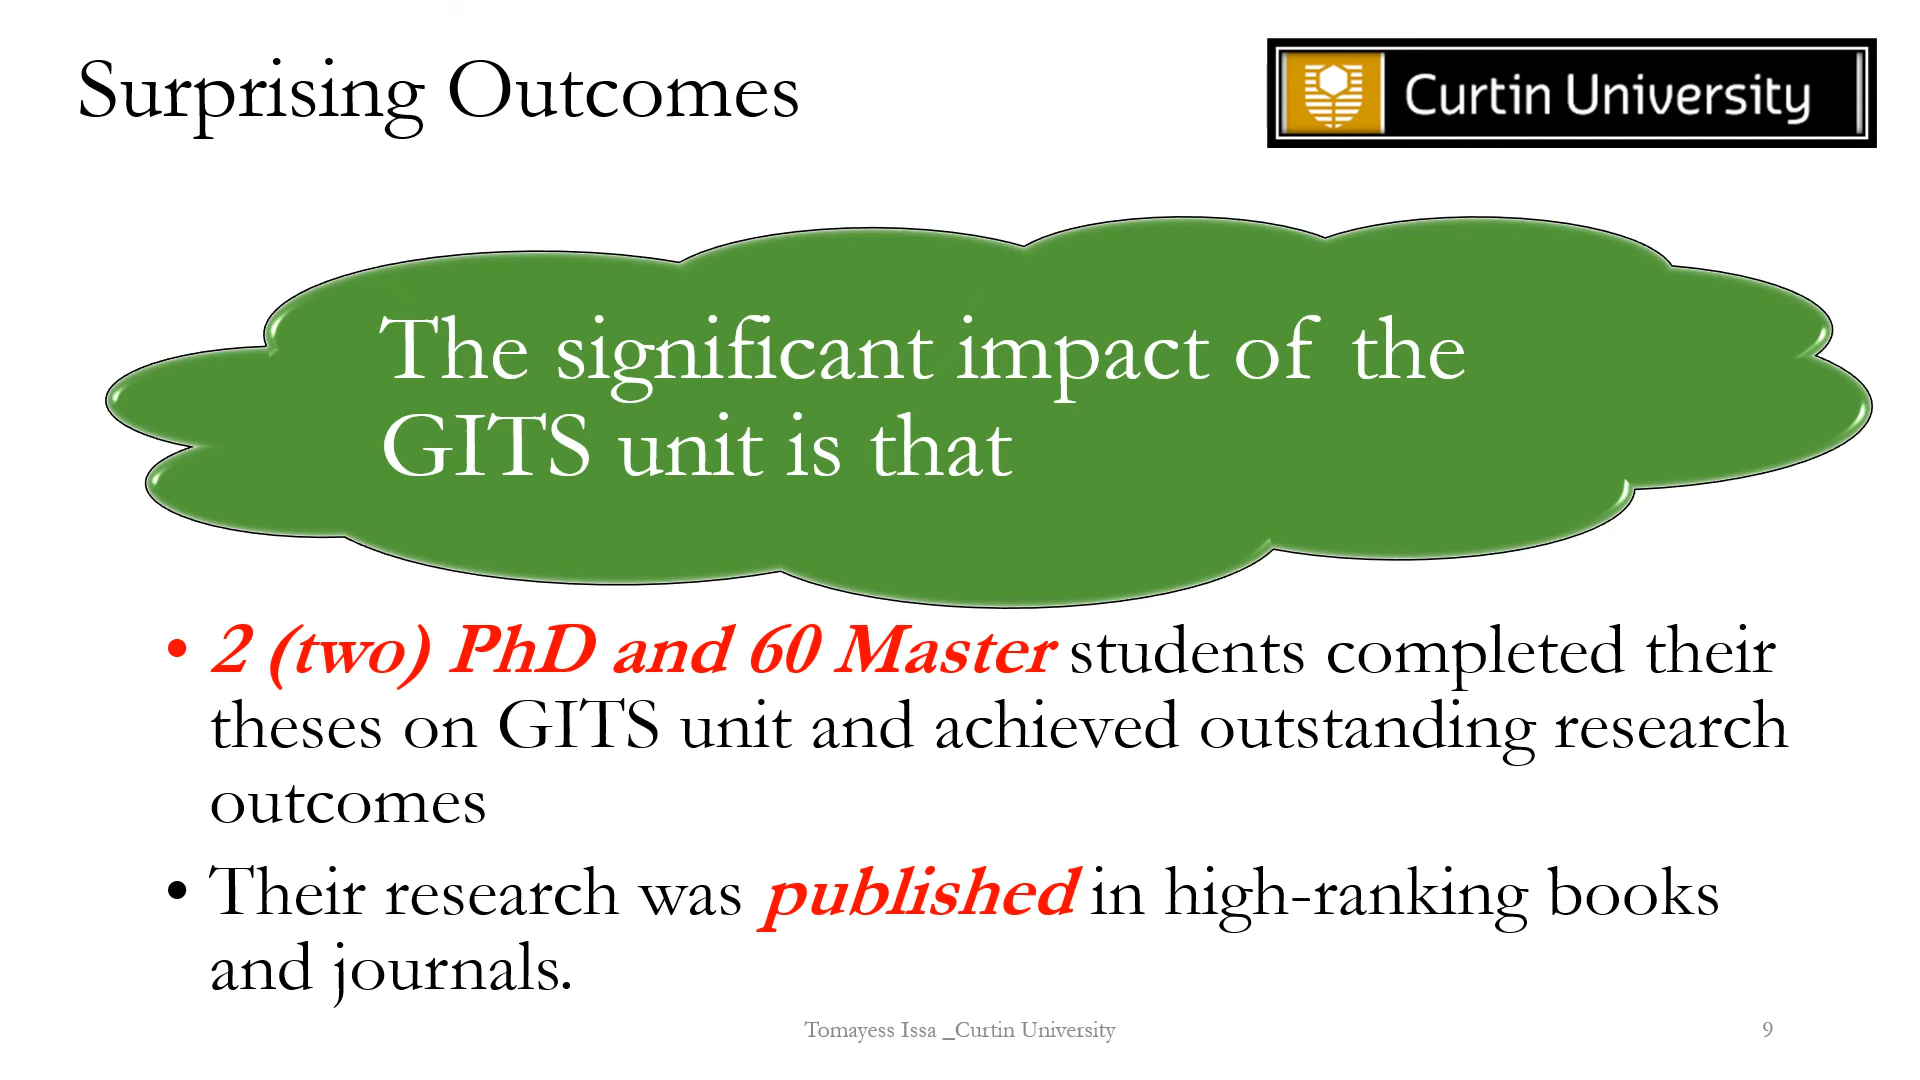 Surprising Outcomes
Curtin University
The significant impact of the
GITS unit is that
• 2 (two) PhD and 60 Master students completed their
theses on GITS unit and achieved outstanding research
outcomes
• Their research was published in high-ranking books
and journals.
Tomayess Issa _Curtin University
9